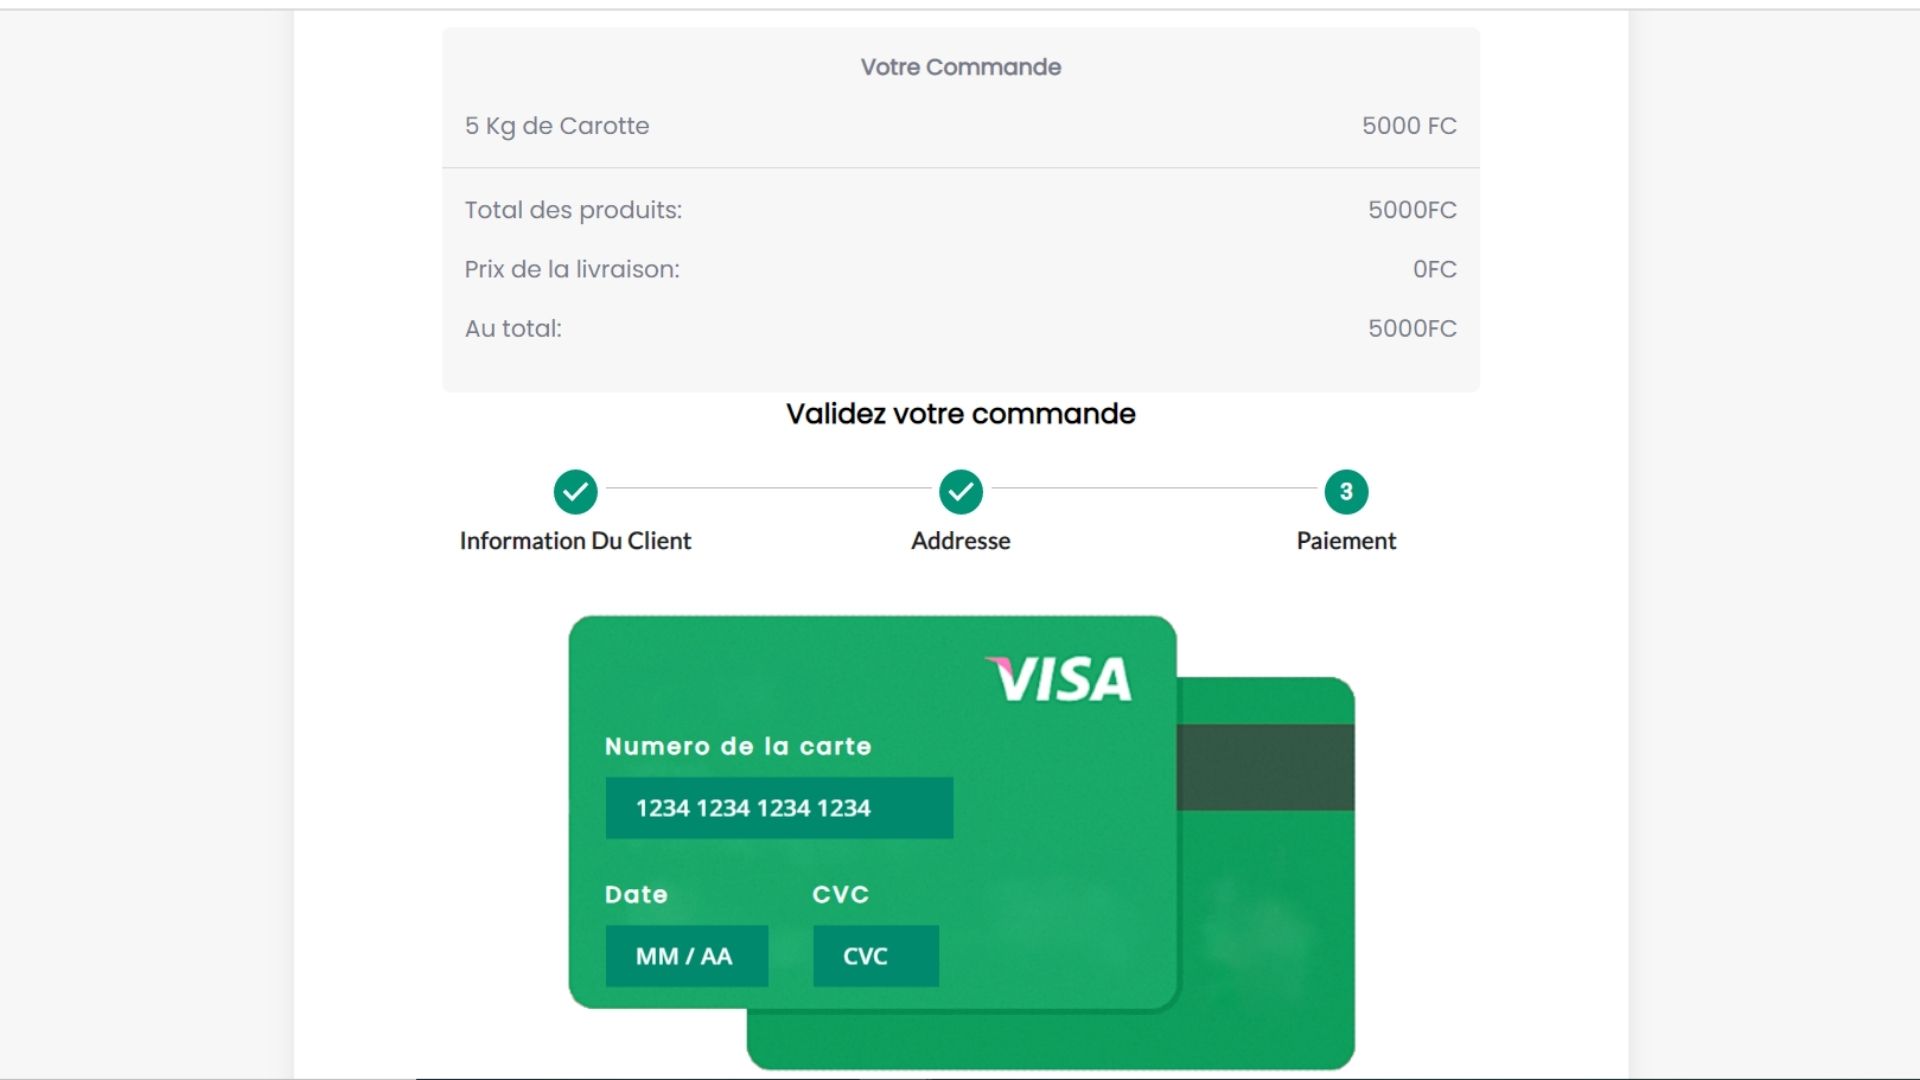 Votre Commande
5 Kg de Carotte 5000 FC
Total des produits: 5000FC
Prix de la livraison: 0FC
Au total: 5000FC
Validez votre commande
3
Information Du Client Addresse Paiement
VISA
Numero de la carte
1234 1234 1234 1234
Date CVC
MM / AA CVC